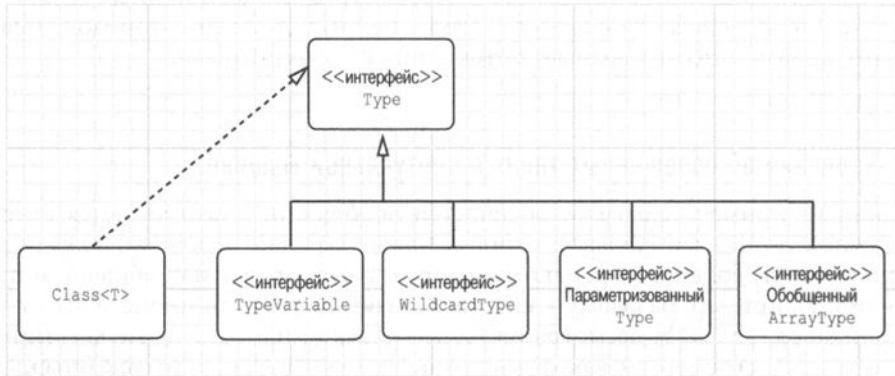 <<интерфейс>>
Type
Class<T>
<<интерфейс>>
TypeVariable
<<интерфейс>>
WildcardType
<<интерфейс>>
Параметризованный
Type
<<интерфейс>>
Обобщенный
ArrayType